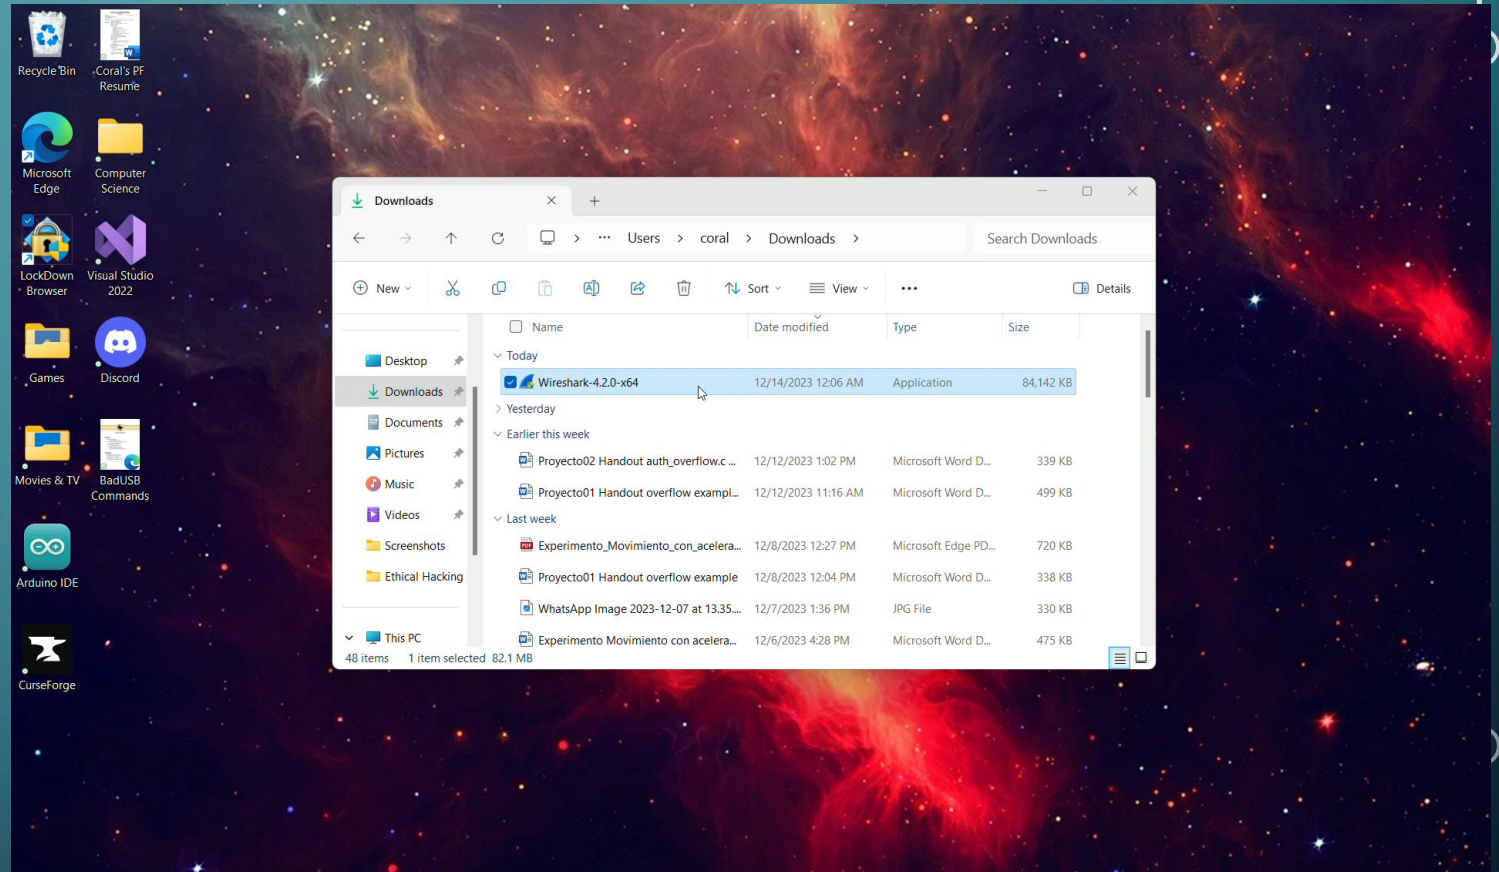 Recycle Bin
Coral's PF
Resume
Microsoft
Edge
Computer
Science
LockDown
Browser
Visual Studio
2022
Games
Discord
Movies & TV
BadUSB
Commands
Arduino IDE
CurseForge
Downloads
Users
coral
Downloads
Search Downloads
New
Sort
View
Details
Name
Date modified
Type
Size
Desktop
Downloads
Documents
Pictures
Music
Videos
Screenshots
Ethical Hacking
This PC
Today
Wireshark-4.2.0-x64 12/14/2023 12:06 AM Application 84,142 KB
Yesterday
Earlier this week
Proyecto02 Handout auth_overflow.c ... 12/12/2023 1:02 PM Microsoft Word D... 339 KB
Proyecto01 Handout overflow exampl... 12/12/2023 11:16 AM Microsoft Word D... 499 KB
Last week
Experimento_Movimiento_con_acelera... 12/8/2023 12:27 PM Microsoft Edge PD... 720 KB
Proyecto01 Handout overflow example 12/8/2023 12:04 PM Microsoft Word D... 338 KB
WhatsApp Image 2023-12-07 at 13.35.... 12/7/2023 1:36 PM JPG File 330 KB
Experimento Movimiento con acelera... 12/6/2023 4:28 PM Microsoft Word D... 475 KB
48 items 1 item selected 82.1 MB